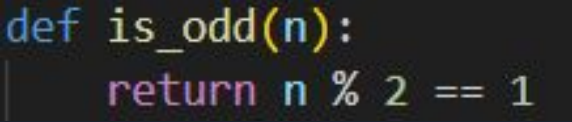 def is_odd(n):
    return n % 2 == 1